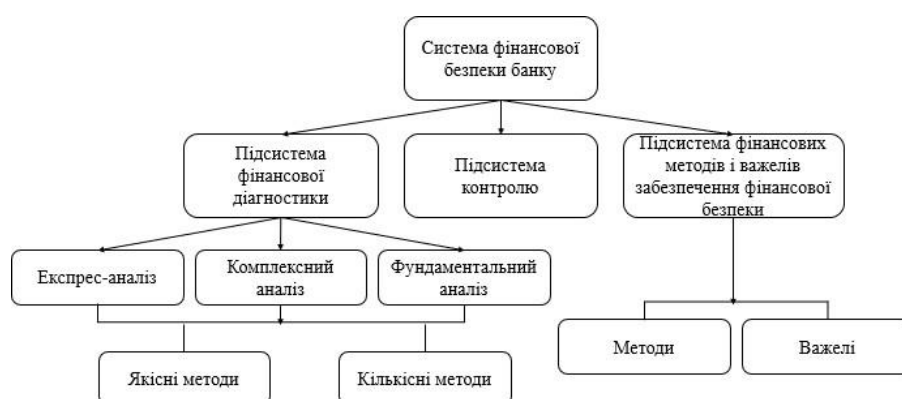 Система фінансової
безпеки банку
Підсистема
фінансової
діагностики
Підсистема
контролю
Підсистема фінансових
методів і важелів
забезпечення фінансової
безпеки
Експрес-аналіз
Комплексний
аналіз
Фундаментальний
аналіз
Методи
Важелі
Якісні методи
Кількісні методи